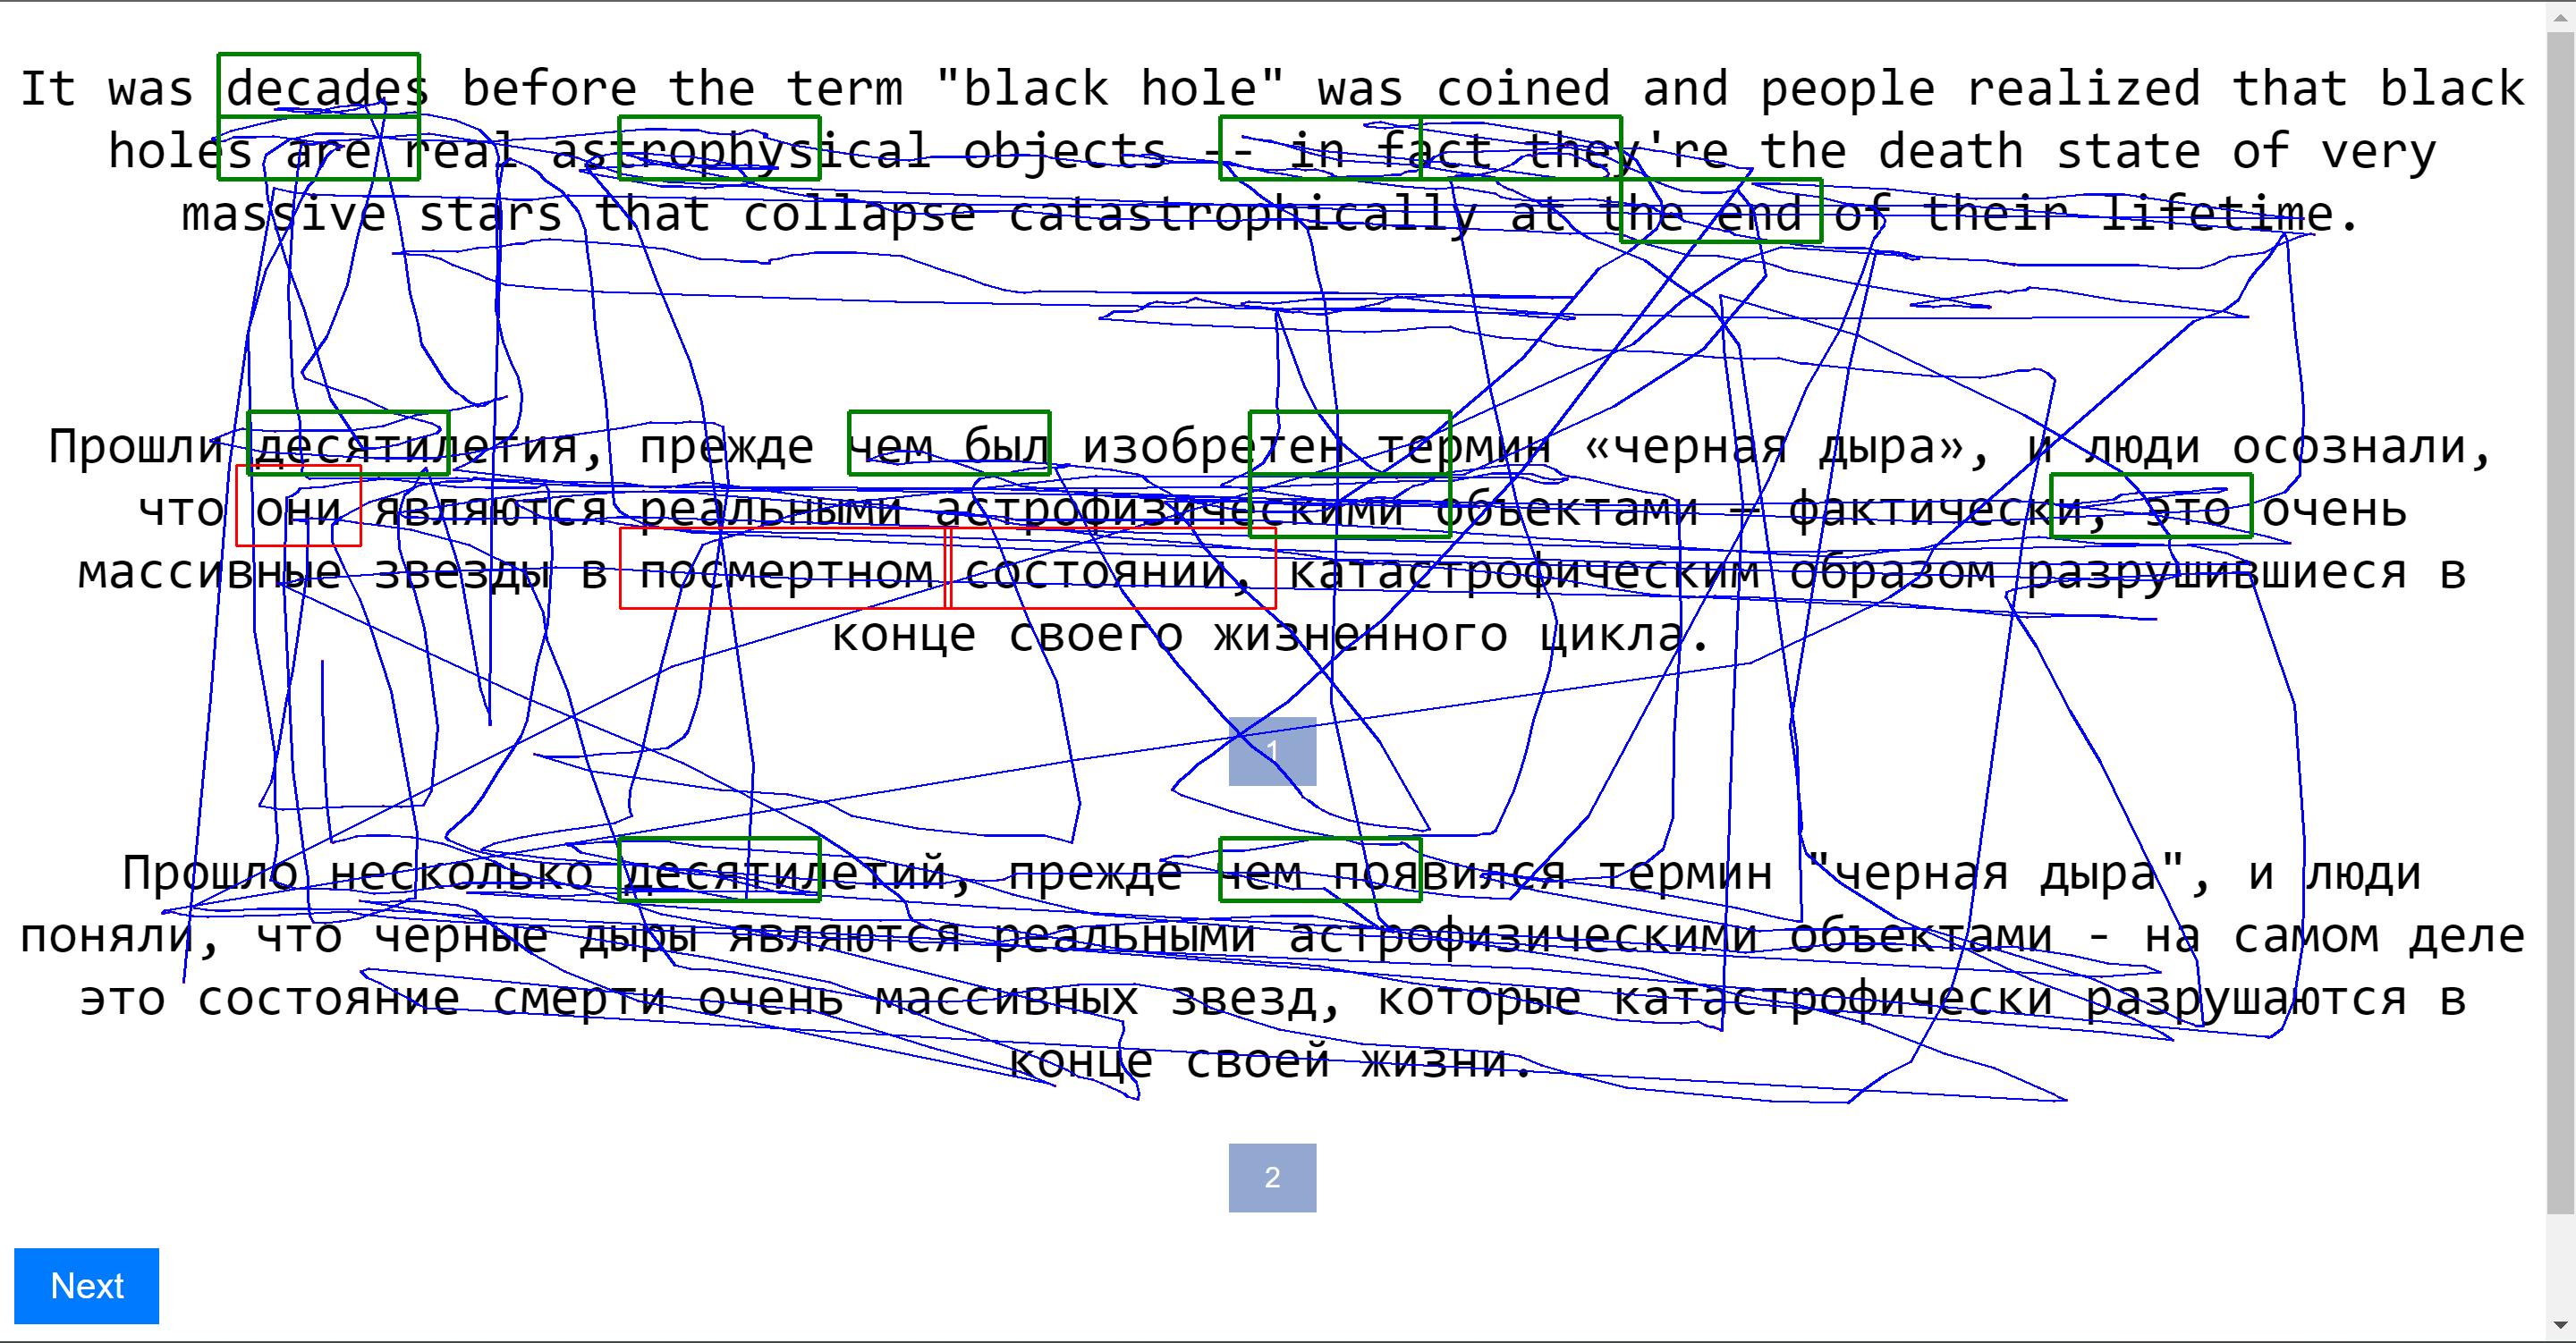 It was decades before the term "black hole" was coined and people realized that black
holes are real astrophysical objects -- in fact they're the death state of very
massive stars that collapse catastrophically at the end of their lifetime.
Прошли десятилетия, прежде чем был изобретен термин «черная дыра», и люди осознали,
что они являются реальными астрофизическими объектами — фактически, это очень
массивные звезды в посмертном состоянии, катастрофическим образом разрушившиеся в
конце своего жизненного цикла.
1
Прошло несколько десятилетий, прежде чем появился термин "черная дыра", и люди
поняли, что черные дыры являются реальными астрофизическими объектами - на самом деле
это состояние смерти очень массивных звезд, которые катастрофически разрушаются в
конце своей жизни.
2
Next